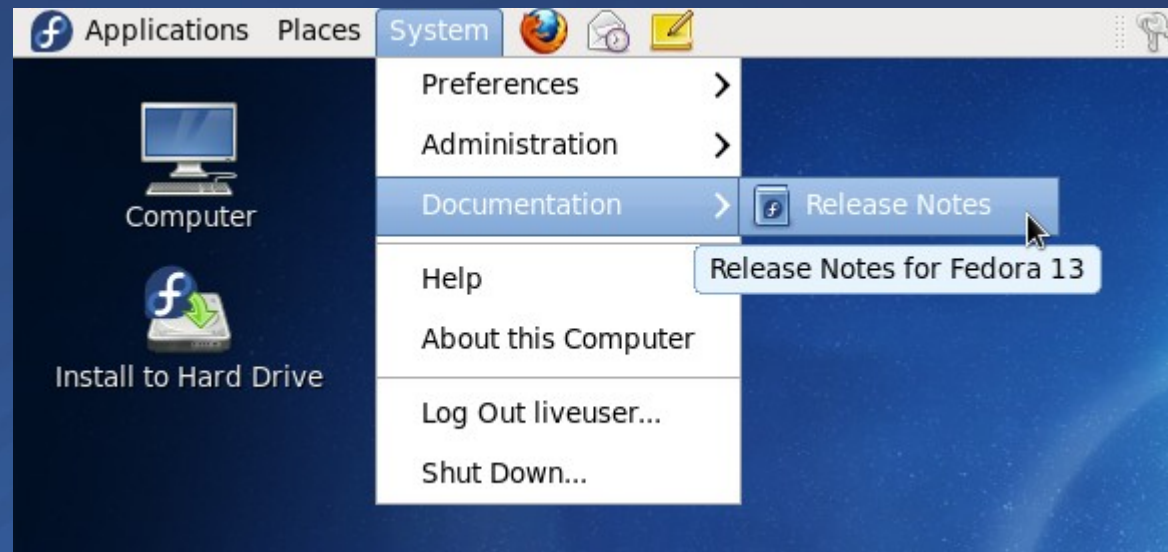 Applications Places System
Preferences
Administration
Documentation
Release Notes
Release Notes for Fedora 13
Help
About this Computer
Log Out liveuser...
Shut Down...
Computer
Install to Hard Drive